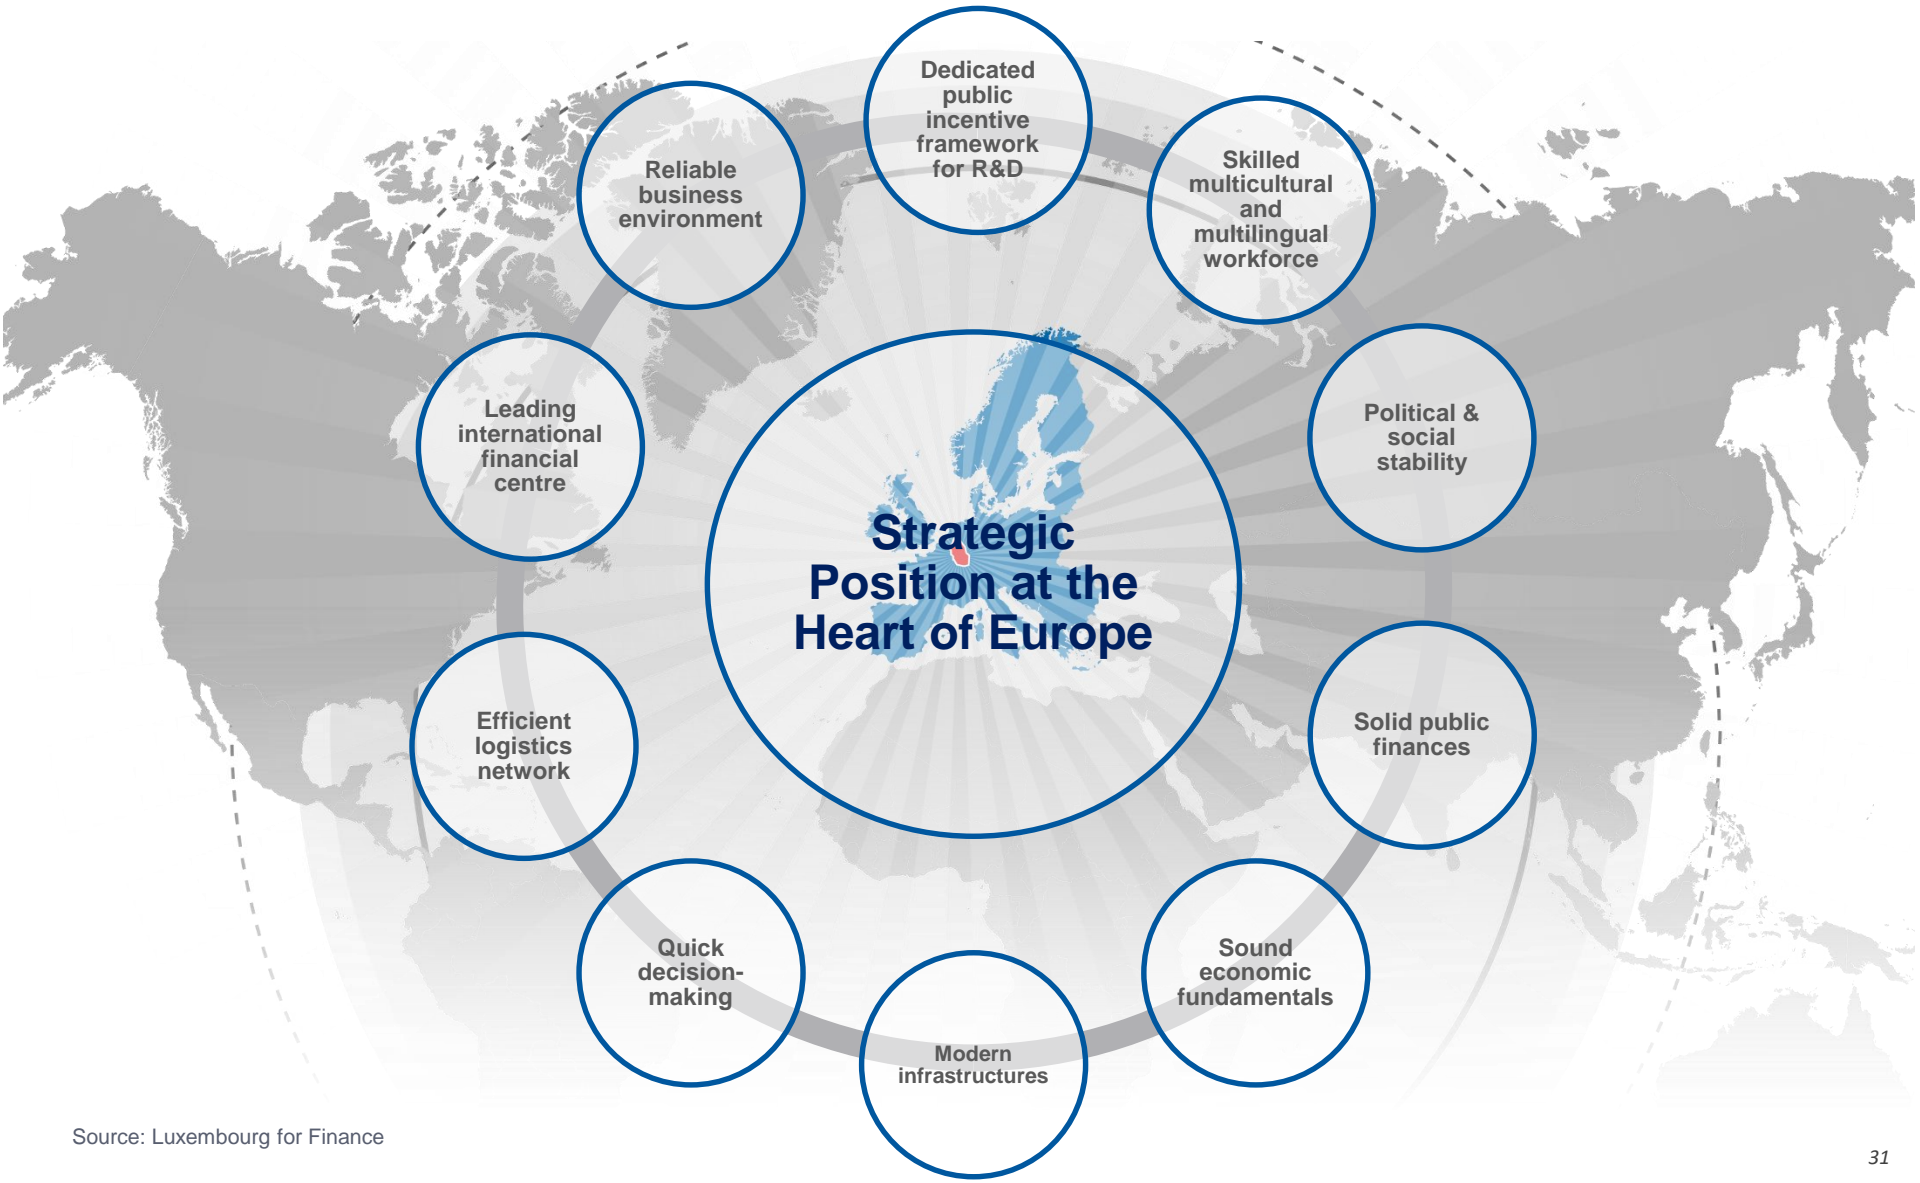 Dedicated
public
incentive
framework
for R&D
Skilled
multicultural
and
multilingual
workforce
Reliable
business
environment
Political &
social
stability
Leading
international
financial
centre
Strategic
Position at the
Heart of Europe
Solid public
finances
Efficient
logistics
network
Sound
economic
fundamentals
Quick
decision-
making
Modern
infrastructures
Source: Luxembourg for Finance
31